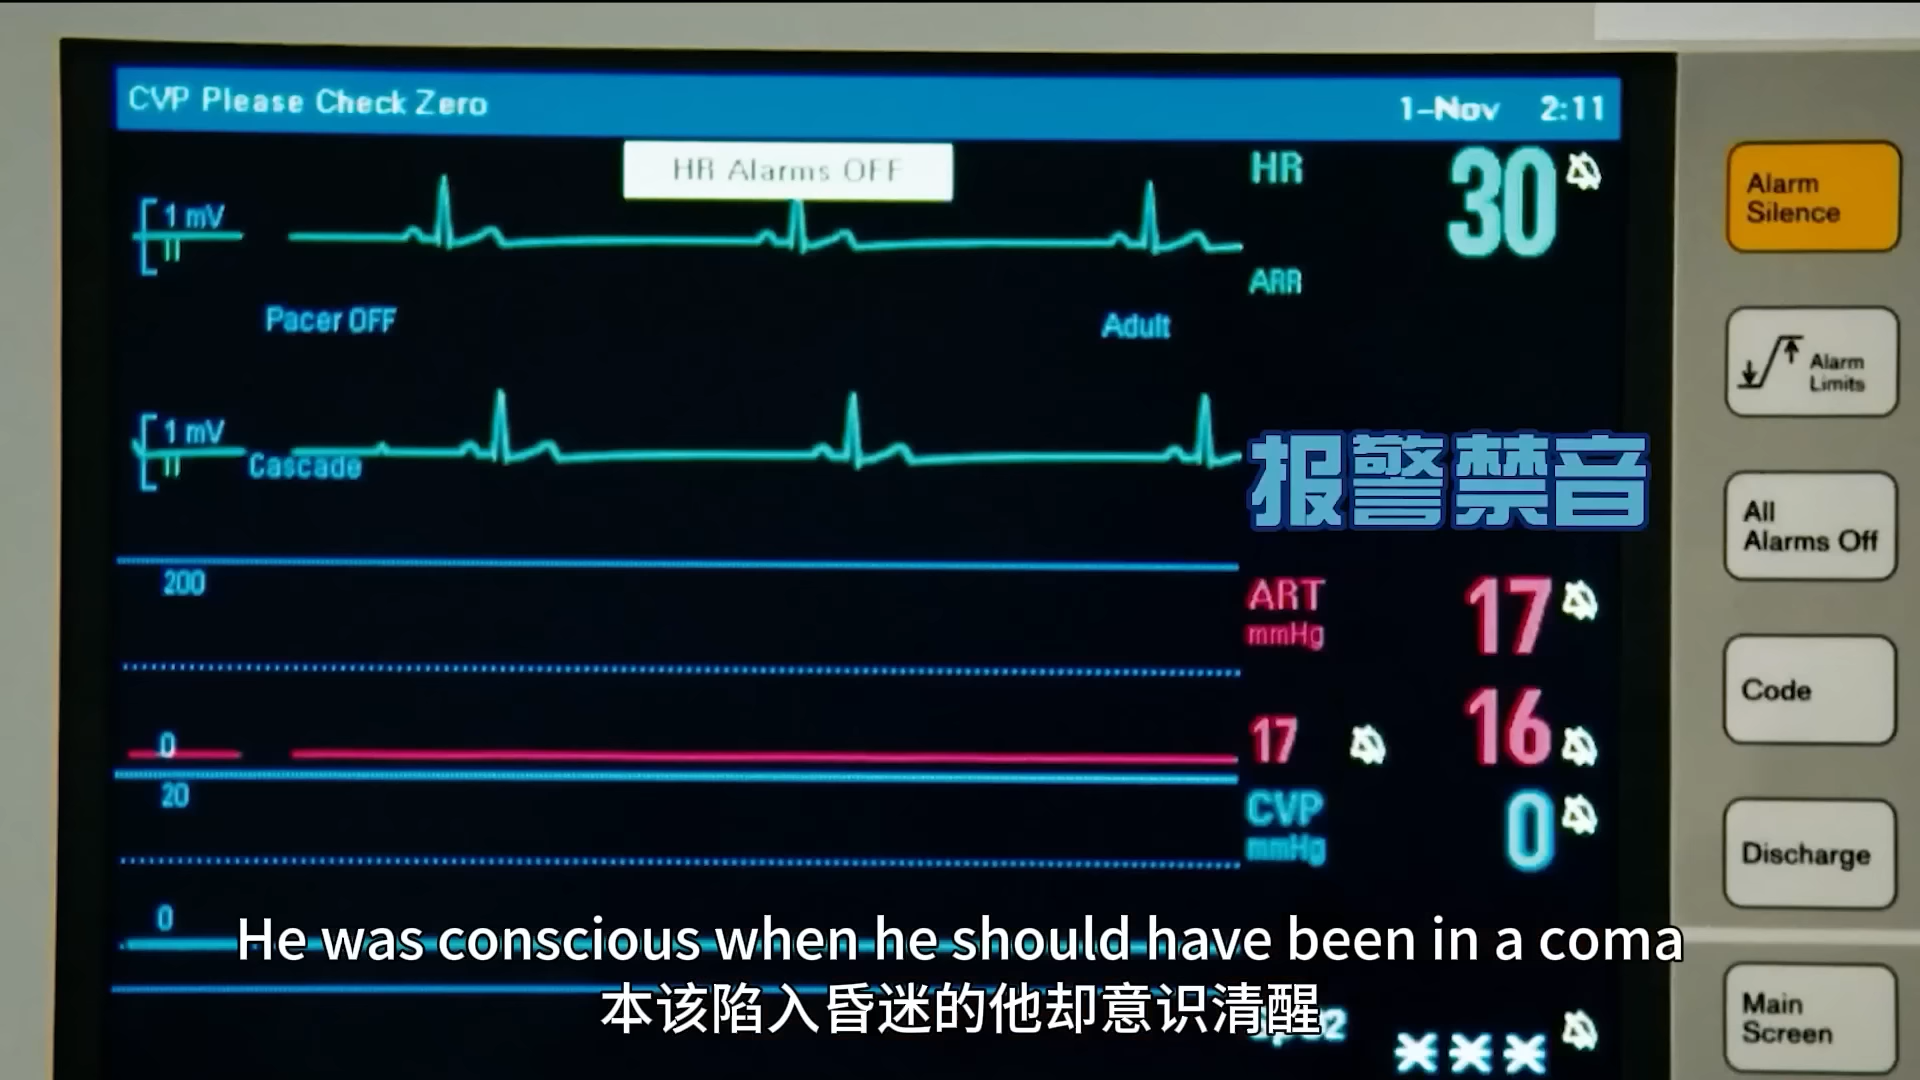 CVP Please Check Zero
1-Nov 2:11
HR Alarms OFF
HR
30
1 mV
II
ARR
Pacer OFF
Adult
1 mV
II
Cascade
报警禁音
200
ART
mmHg
17
0
17
16
20
CVP
mmHg
0
0
He was conscious when he should have been in a coma
本该陷入昏迷的他却意识清醒
Alarm
Silence
Alarm
Limits
All
Alarms Off
Code
Discharge
Main
Screen